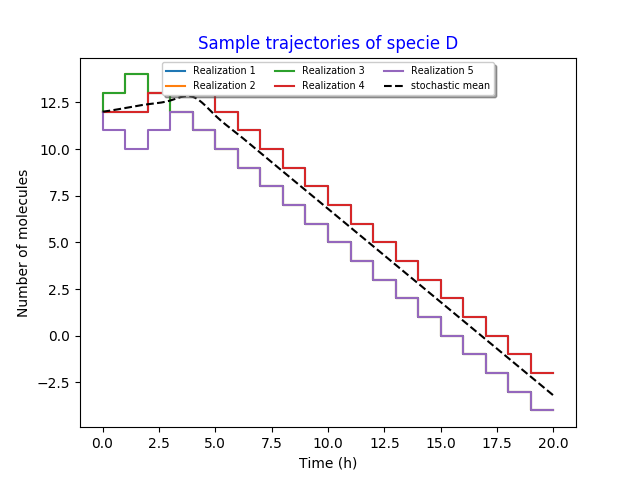 Sample trajectories of specie D
Realization 1
Realization 2
Realization 3
Realization 4
Realization 5
stochastic mean
Number of molecules
12.5
10.0
7.5
5.0
2.5
0.0
−2.5
0.0 2.5 5.0 7.5 10.0 12.5 15.0 17.5 20.0
Time (h)